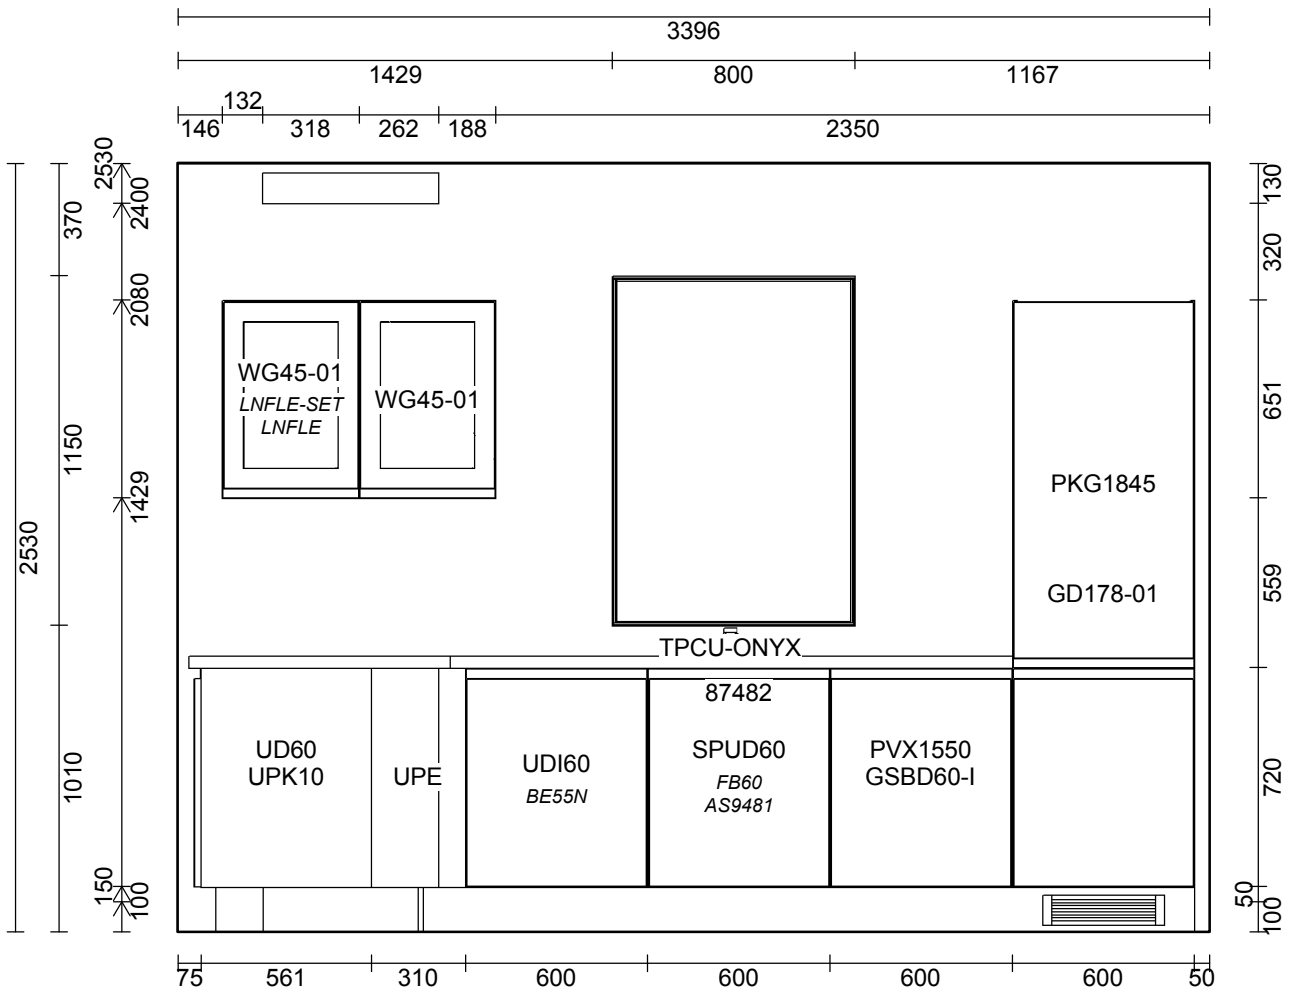 3396
1429 800 1167
132
146 318 262 188 2350
2530
370
2400
130
320
2080
WG45-01
LNFLE-SET
LNFLE
WG45-01
651
1150
1429
PKG1845
2530
559
GD178-01
TPCU-ONYX
87482
UD60
UPK10
UPE
UDI60
BE55N
SPUD60
FB60
AS9481
PVX1550
GSBD60-I
1010
720
150
100
50
100
75 561 310 600 600 600 600 50